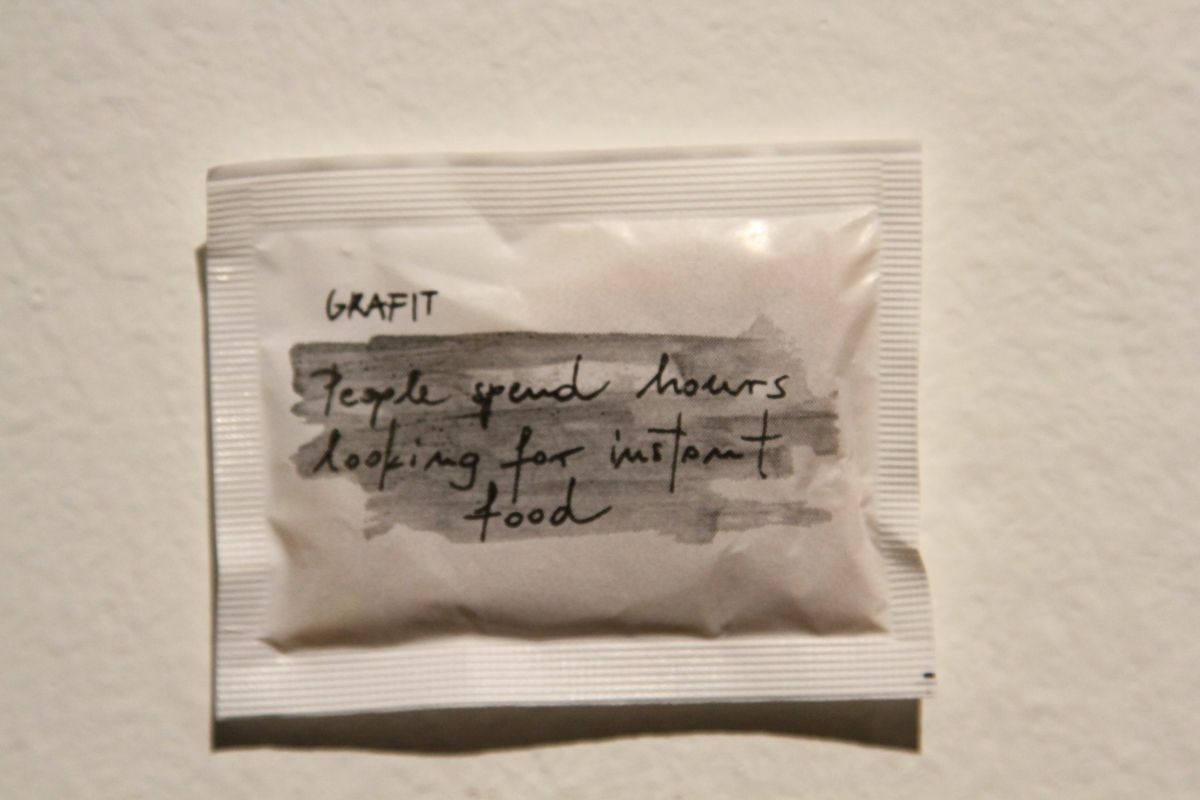 GRAFIT
People spend hours
looking for instant
food